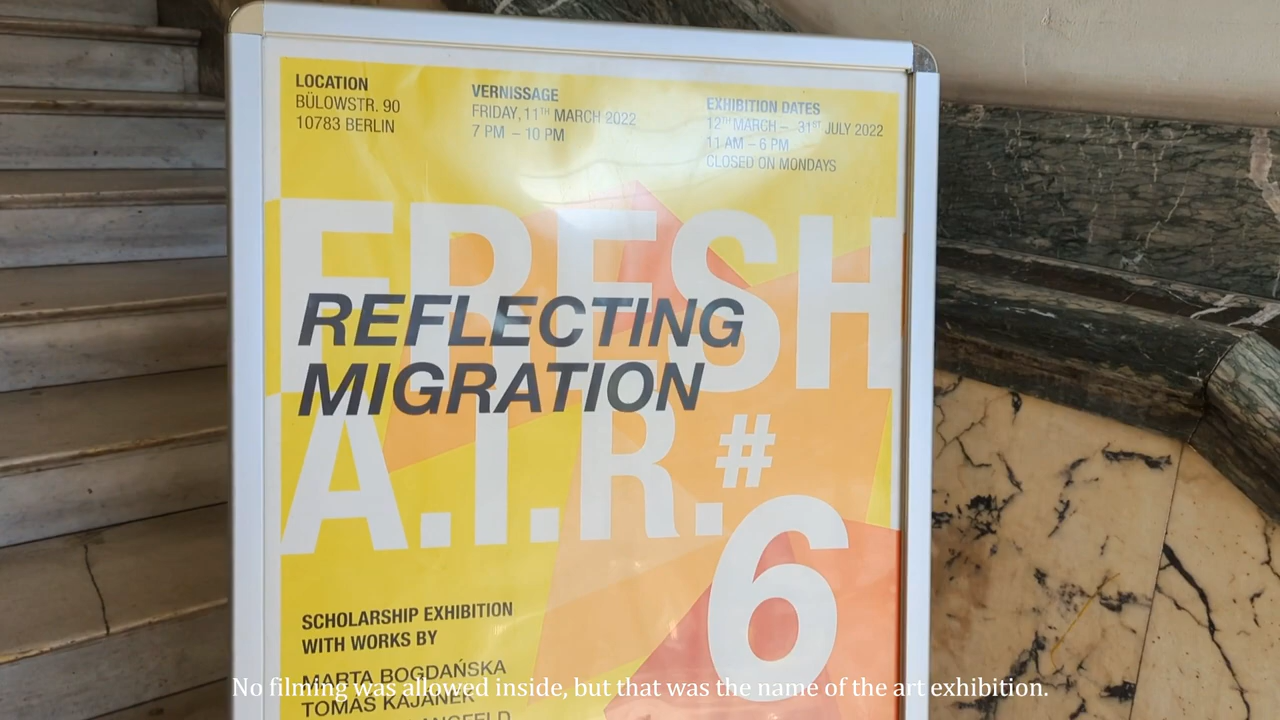 LOCATION
BÜLOWSTR. 90
10783 BERLIN
VERNISSAGE
FRIDAY, 11TH MARCH 2022
7 PM – 10 PM
EXHIBITION DATES
12TH MARCH – 31ST JULY 2022
11 AM – 6 PM
CLOSED ON MONDAYS
FRESH
REFLECTING
MIGRATION
A.I.R.#
6
SCHOLARSHIP EXHIBITION
WITH WORKS BY
MARTA BOGDAŃSKA
No filming was allowed inside, but that was the name of the art exhibition.
TOMAS KAJÁNEK